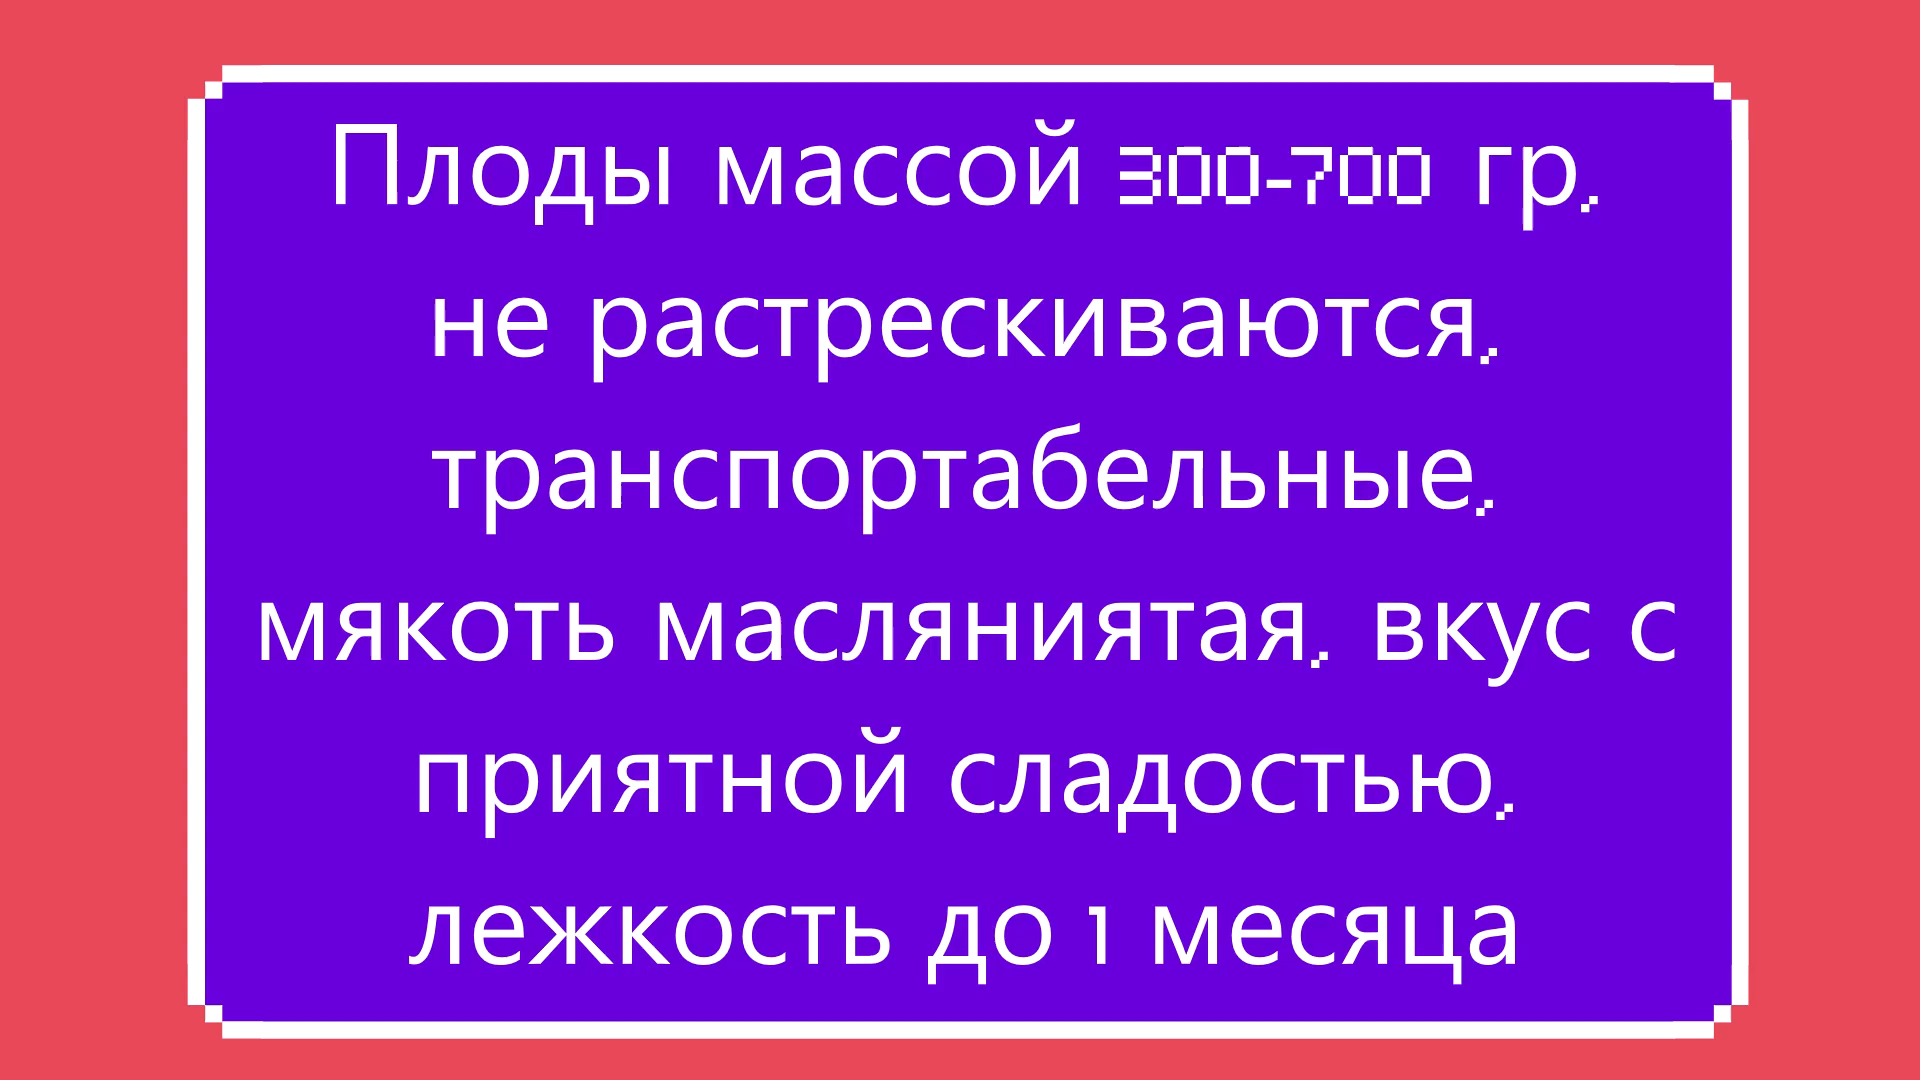 Плоды массой 300-700 гр,
не растрескиваются,
транспортабельные,
мякоть масляниятая, вкус с
приятной сладостью,
лежкость до 1 месяца